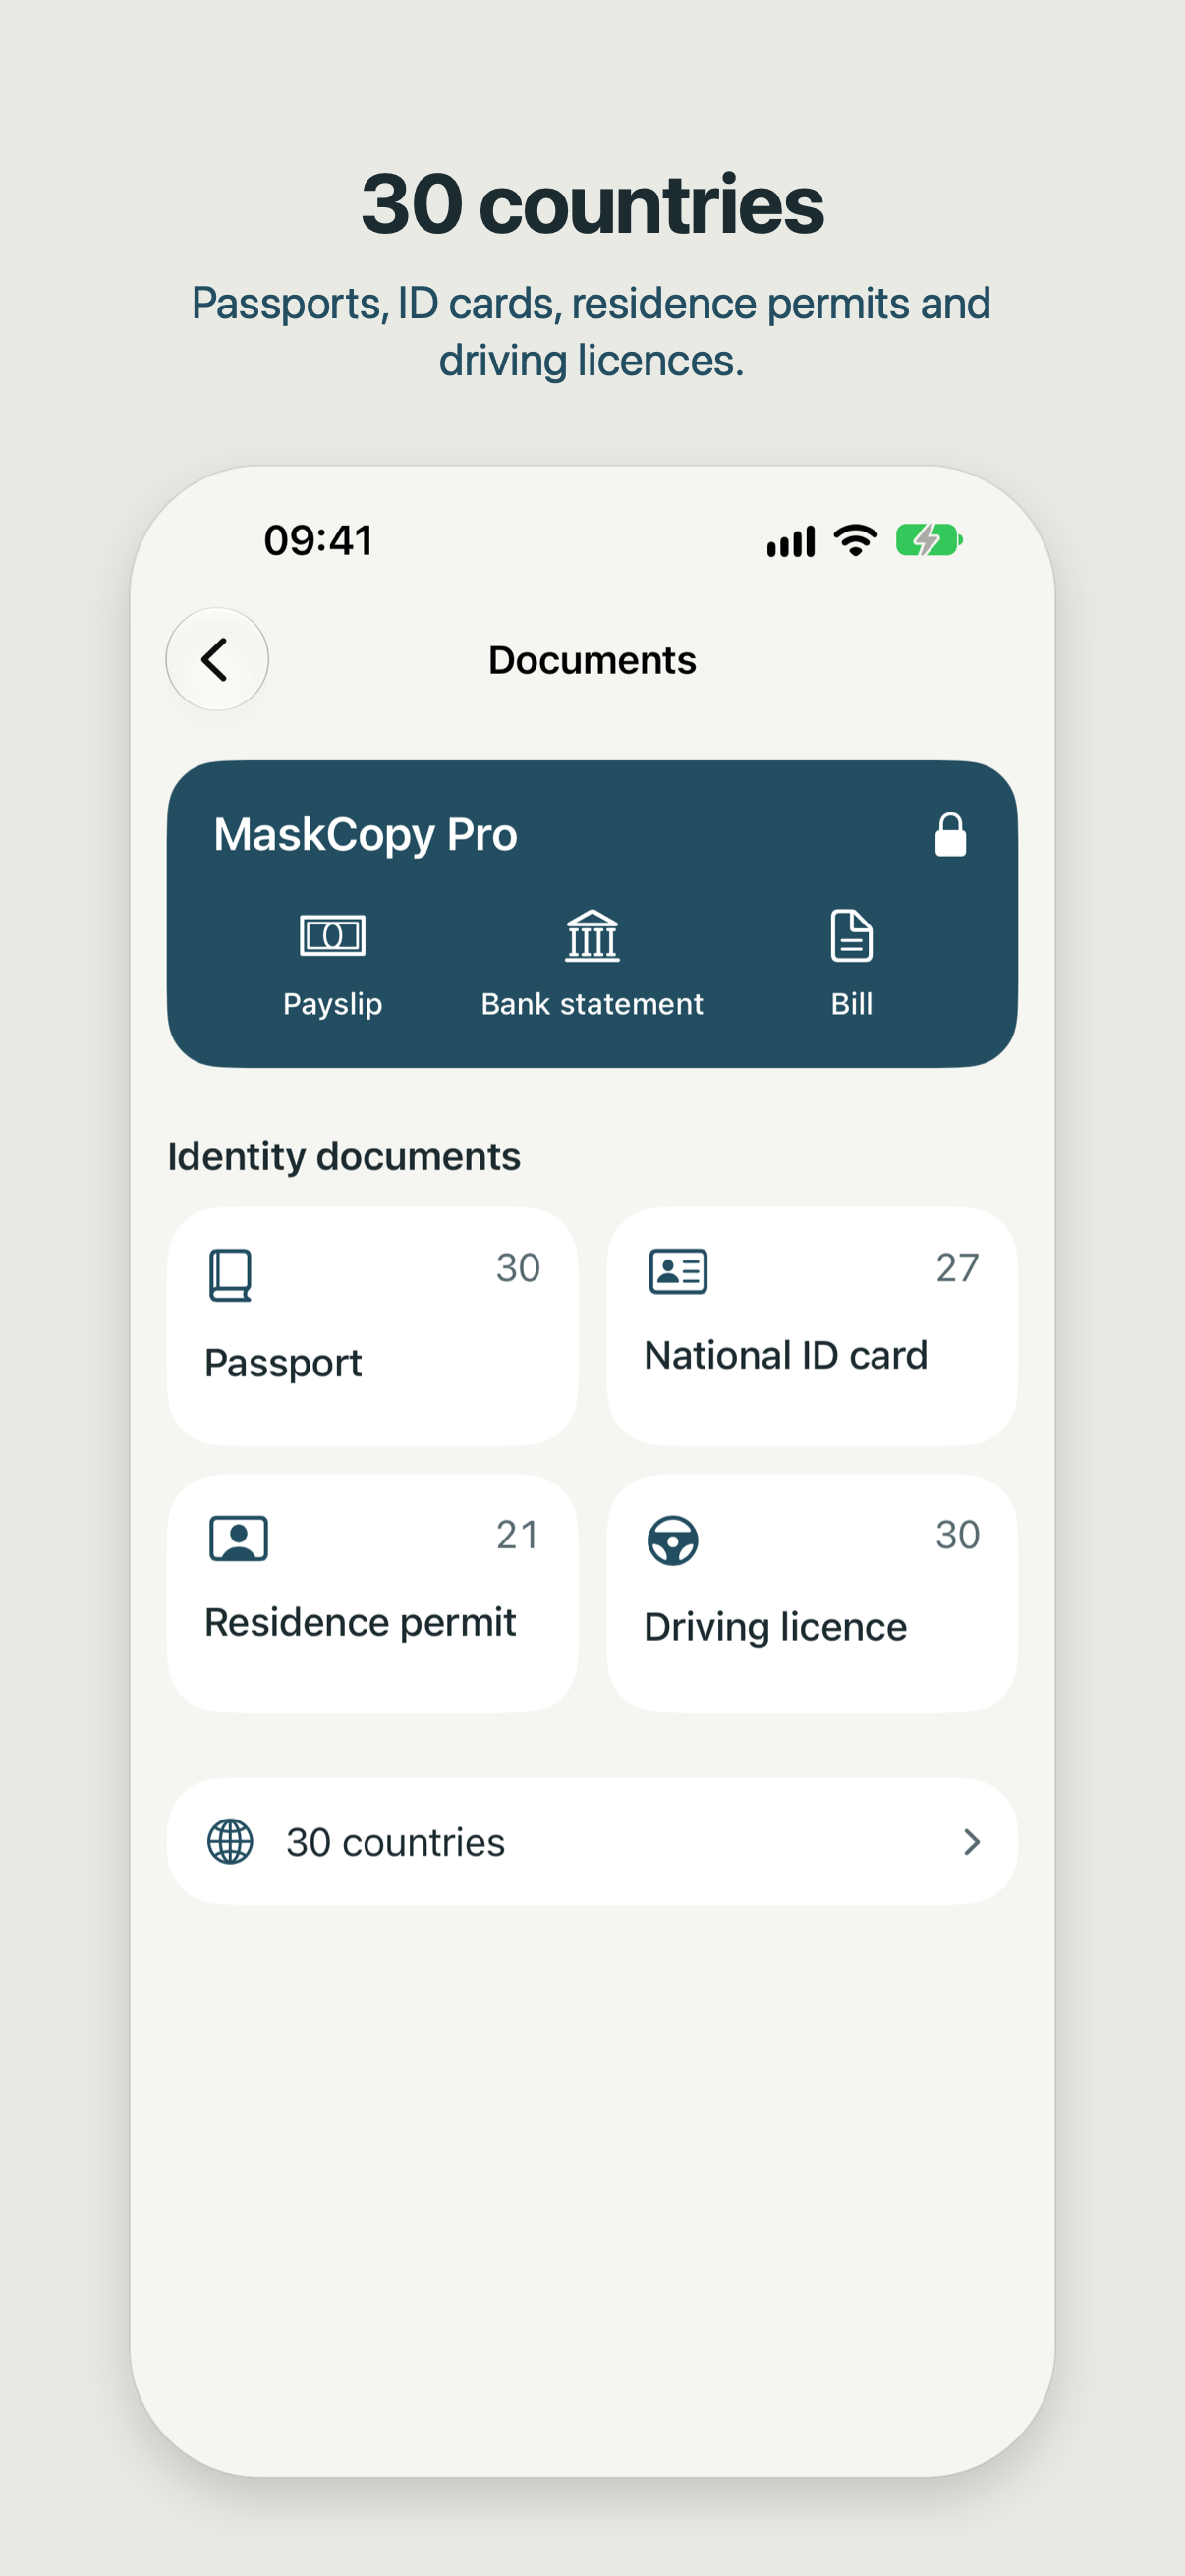 30 countries
Passports, ID cards, residence permits and
driving licences.
09:41
Documents
MaskCopy Pro
Payslip
Bank statement
Bill
Identity documents
30
Passport
27
National ID card
21
Residence permit
30
Driving licence
30 countries